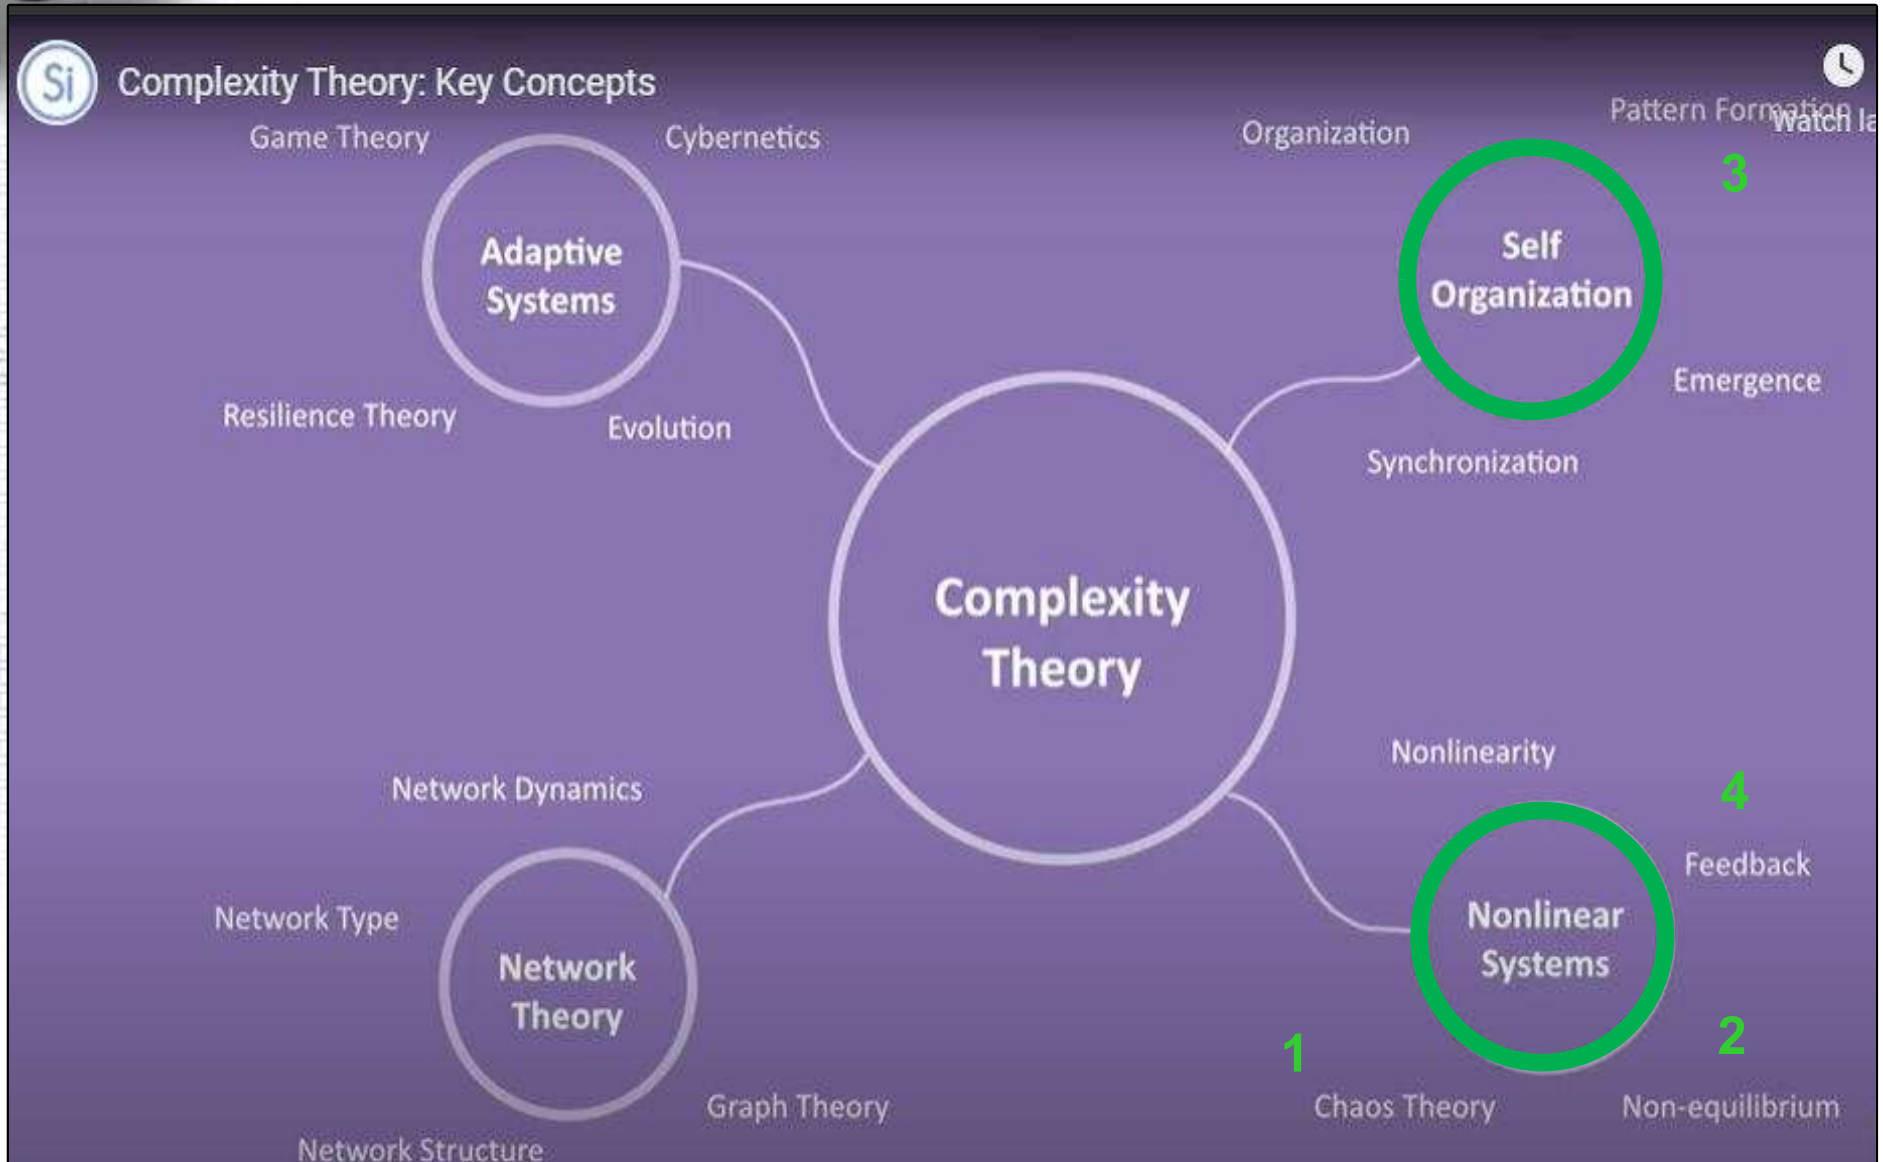 Si
Complexity Theory: Key Concepts
Pattern Formation
Watch la
Game Theory
Cybernetics
Organization
3
Adaptive
Systems
Self
Organization
Resilience Theory
Evolution
Emergence
Synchronization
Complexity
Theory
Network Dynamics
Nonlinearity
4
Feedback
Network Type
Network
Theory
Nonlinear
Systems
1
2
Graph Theory
Chaos Theory
Non-equilibrium
Network Structure